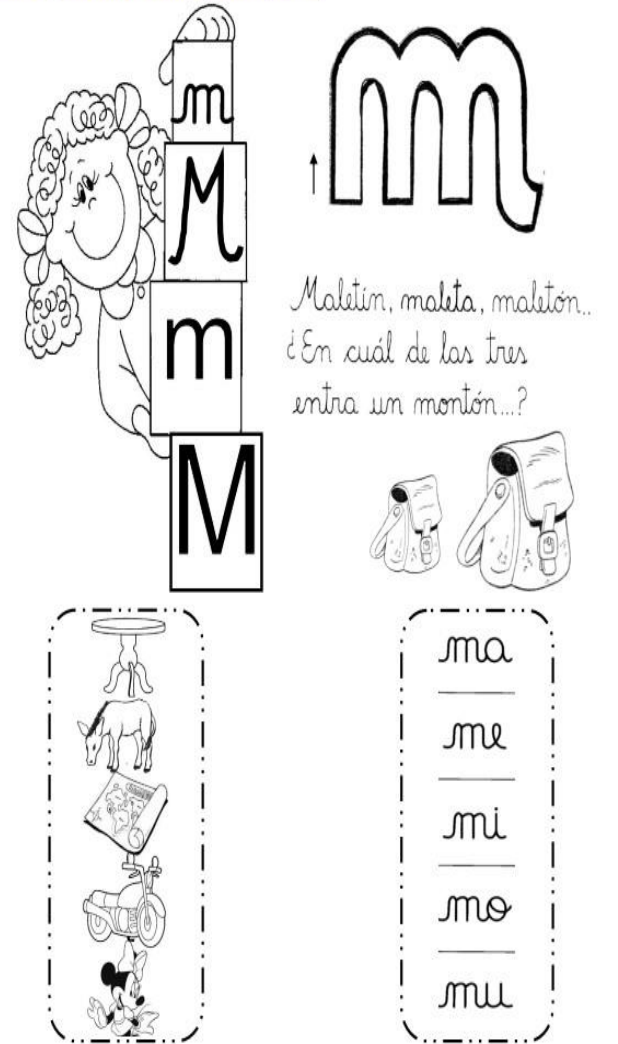 m
M
m
M
m
Maletín, maleta, maletón..
¿En cuál de las tres
entra un montón...?
ma
me
mi
mo
mu